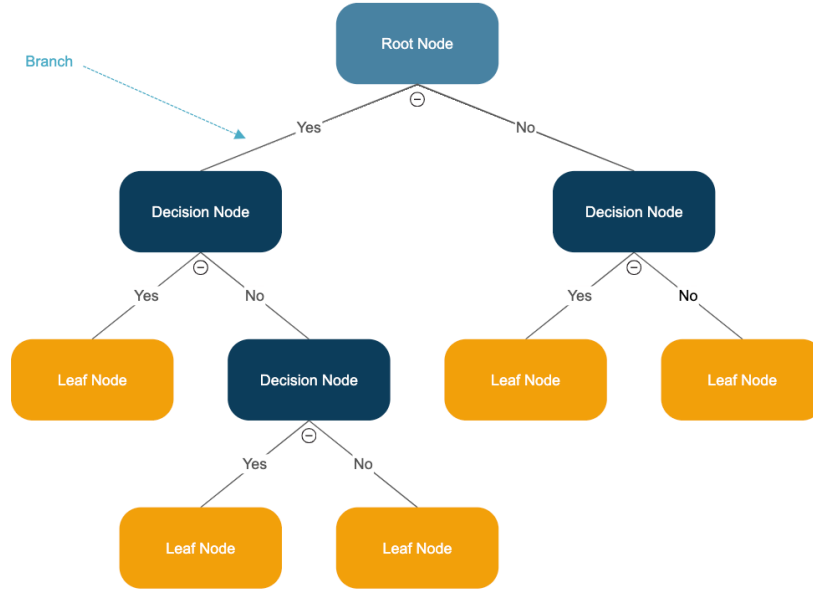 Root Node
Branch
Yes
No
Decision Node
Decision Node
Yes
No
Yes
No
Leaf Node
Decision Node
Leaf Node
Leaf Node
Yes
No
Leaf Node
Leaf Node